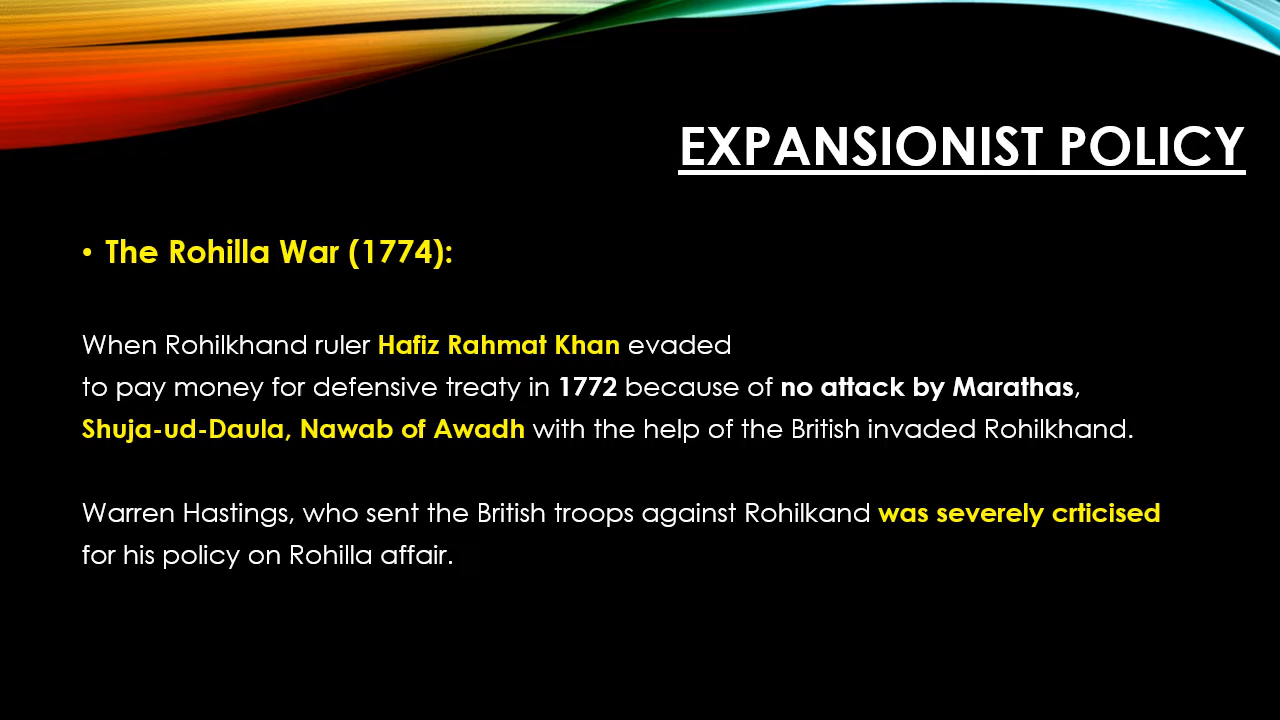 EXPANSIONIST POLICY
• The Rohilla War (1774):
When Rohilkhand ruler Hafiz Rahmat Khan evaded
to pay money for defensive treaty in 1772 because of no attack by Marathas,
Shuja-ud-Daula, Nawab of Awadh with the help of the British invaded Rohilkhand.
Warren Hastings, who sent the British troops against Rohilkand was severely crticised
for his policy on Rohilla affair.